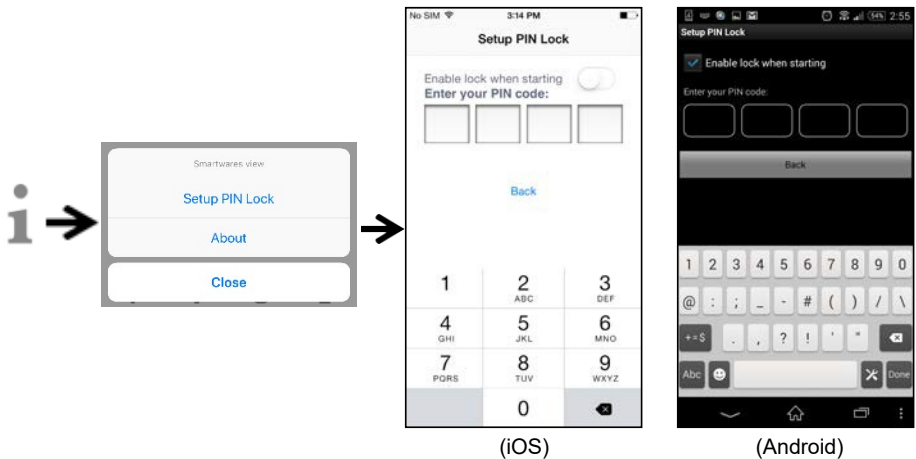 i
Smartwares view
Setup PIN Lock
About
Close
No SIM 3:14 PM
Setup PIN Lock
Enable lock when starting
Enter your PIN code:
Back
1 2 3
ABC DEF
4 5 6
GHI JKL MNO
7 8 9
PQRS TUV WXYZ
0
(iOS)
54% 2:55
Setup PIN Lock
Enable lock when starting
Enter your PIN code:
Back
1 2 3 4 5 6 7 8 9 0
@ : ; _ - # ( ) / \
+=$ . , ? ! ' "
Abc Done
(Android)